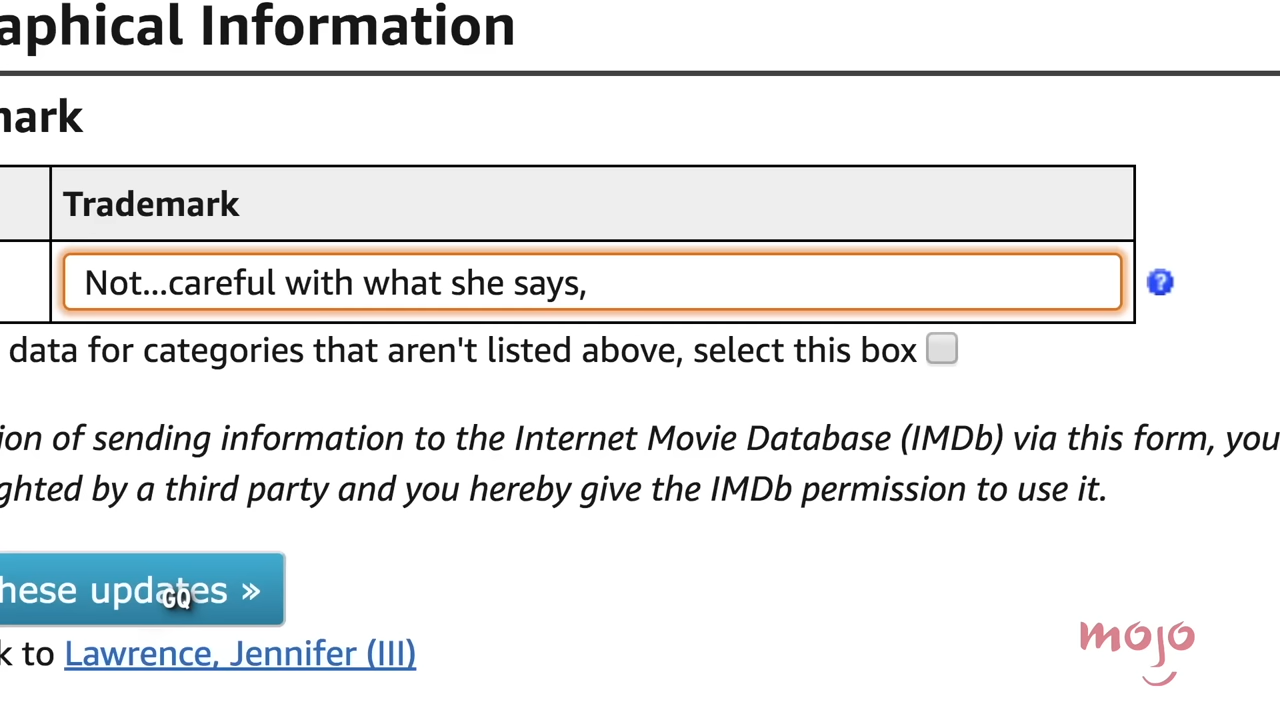 aphical Information
mark
Trademark
Not...careful with what she says,
data for categories that aren't listed above, select this box
ion of sending information to the Internet Movie Database (IMDb) via this form, you
ghted by a third party and you hereby give the IMDb permission to use it.
hese updates »
GQ
k to Lawrence, Jennifer (III)
mojo